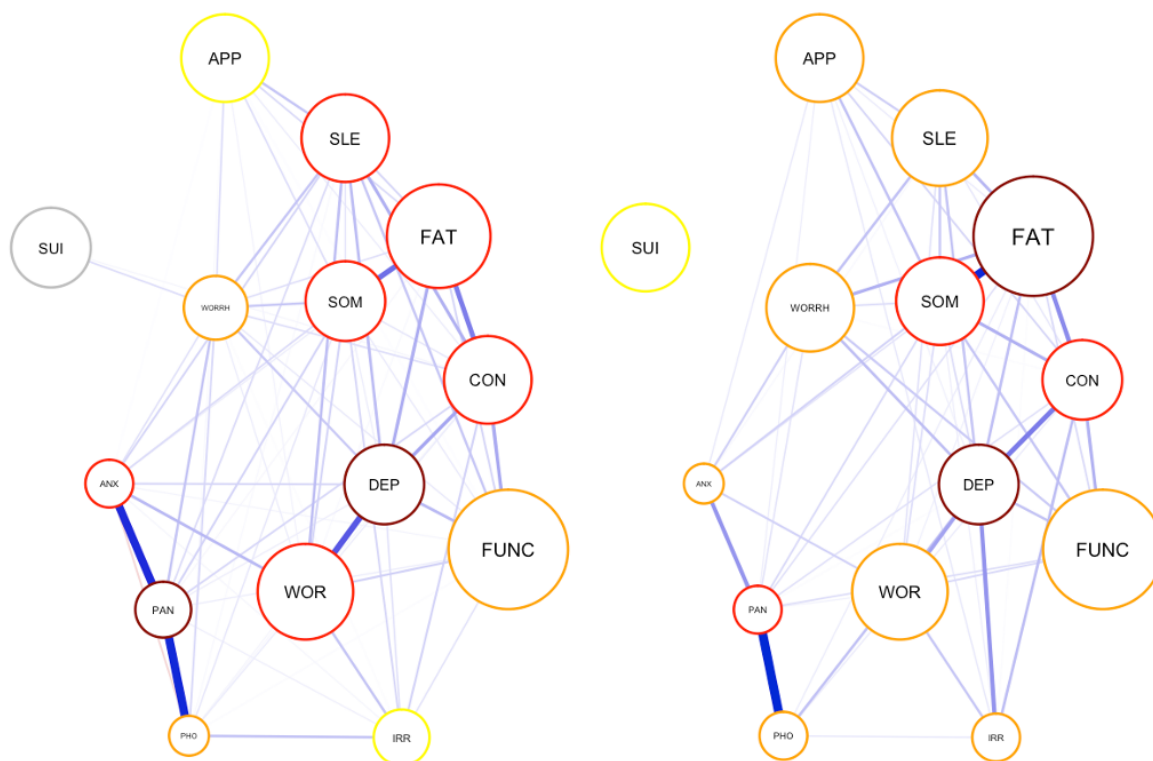 APP
SLE
FAT
SUI
WORRH
SOM
CON
ANX
DEP
FUNC
WOR
PAN
PHO
IRR
APP
SLE
FAT
SUI
WORRH
SOM
CON
ANX
DEP
FUNC
WOR
PAN
PHO
IRR